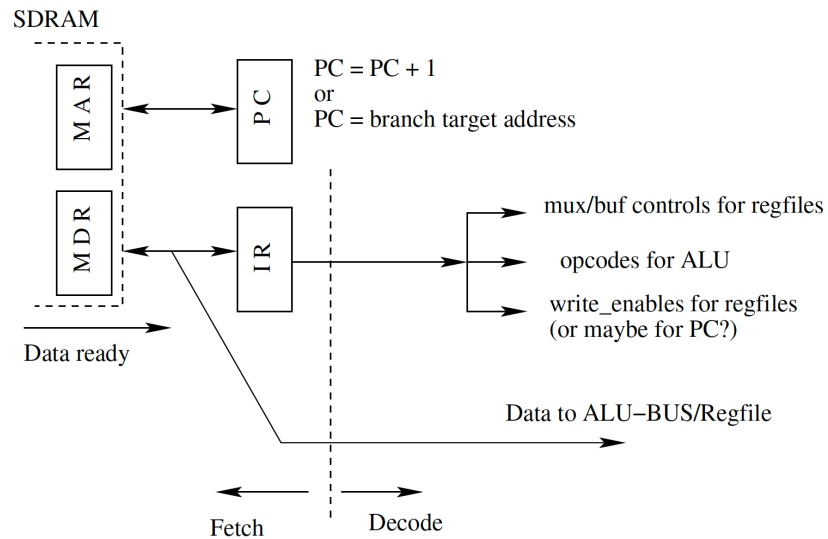 SDRAM
MAR
PC
PC = PC + 1
or
PC = branch target address
MDR
IR
mux/buf controls for regfiles
opcodes for ALU
write_enables for regfiles
(or maybe for PC?)
Data ready
Data to ALU−BUS/Regfile
Fetch
Decode